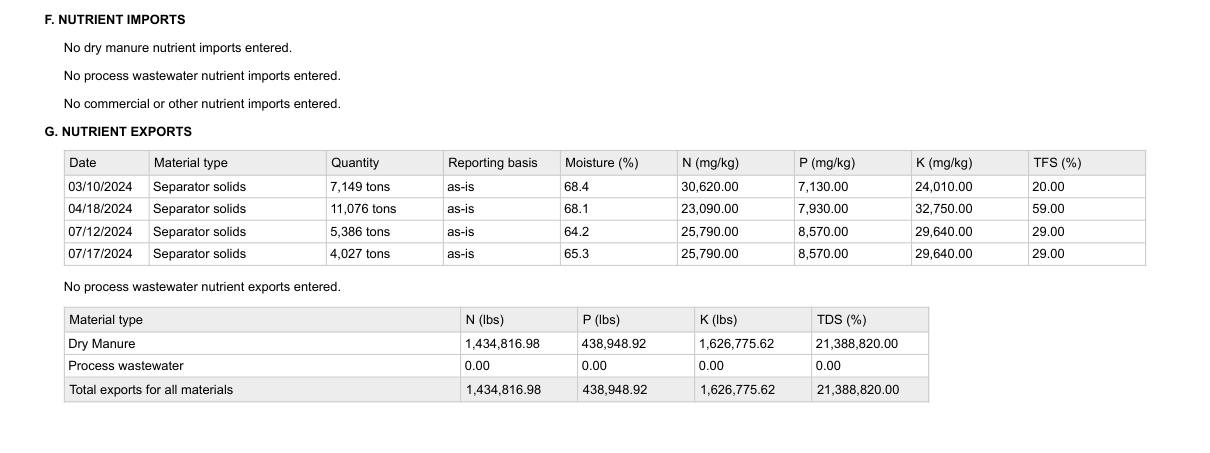 F. NUTRIENT IMPORTS
No dry manure nutrient imports entered.
No process wastewater nutrient imports entered.
No commercial or other nutrient imports entered.
G. NUTRIENT EXPORTS
Date Material type Quantity Reporting basis Moisture (%) N (mg/kg) P (mg/kg) K (mg/kg) TFS (%)
03/10/2024 Separator solids 7,149 tons as-is 68.4 30,620.00 7,130.00 24,010.00 20.00
04/18/2024 Separator solids 11,076 tons as-is 68.1 23,090.00 7,930.00 32,750.00 59.00
07/12/2024 Separator solids 5,386 tons as-is 64.2 25,790.00 8,570.00 29,640.00 29.00
07/17/2024 Separator solids 4,027 tons as-is 65.3 25,790.00 8,570.00 29,640.00 29.00
No process wastewater nutrient exports entered.
Material type N (lbs) P (lbs) K (lbs) TDS (%)
Dry Manure 1,434,816.98 438,948.92 1,626,775.62 21,388,820.00
Process wastewater 0.00 0.00 0.00 0.00
Total exports for all materials 1,434,816.98 438,948.92 1,626,775.62 21,388,820.00